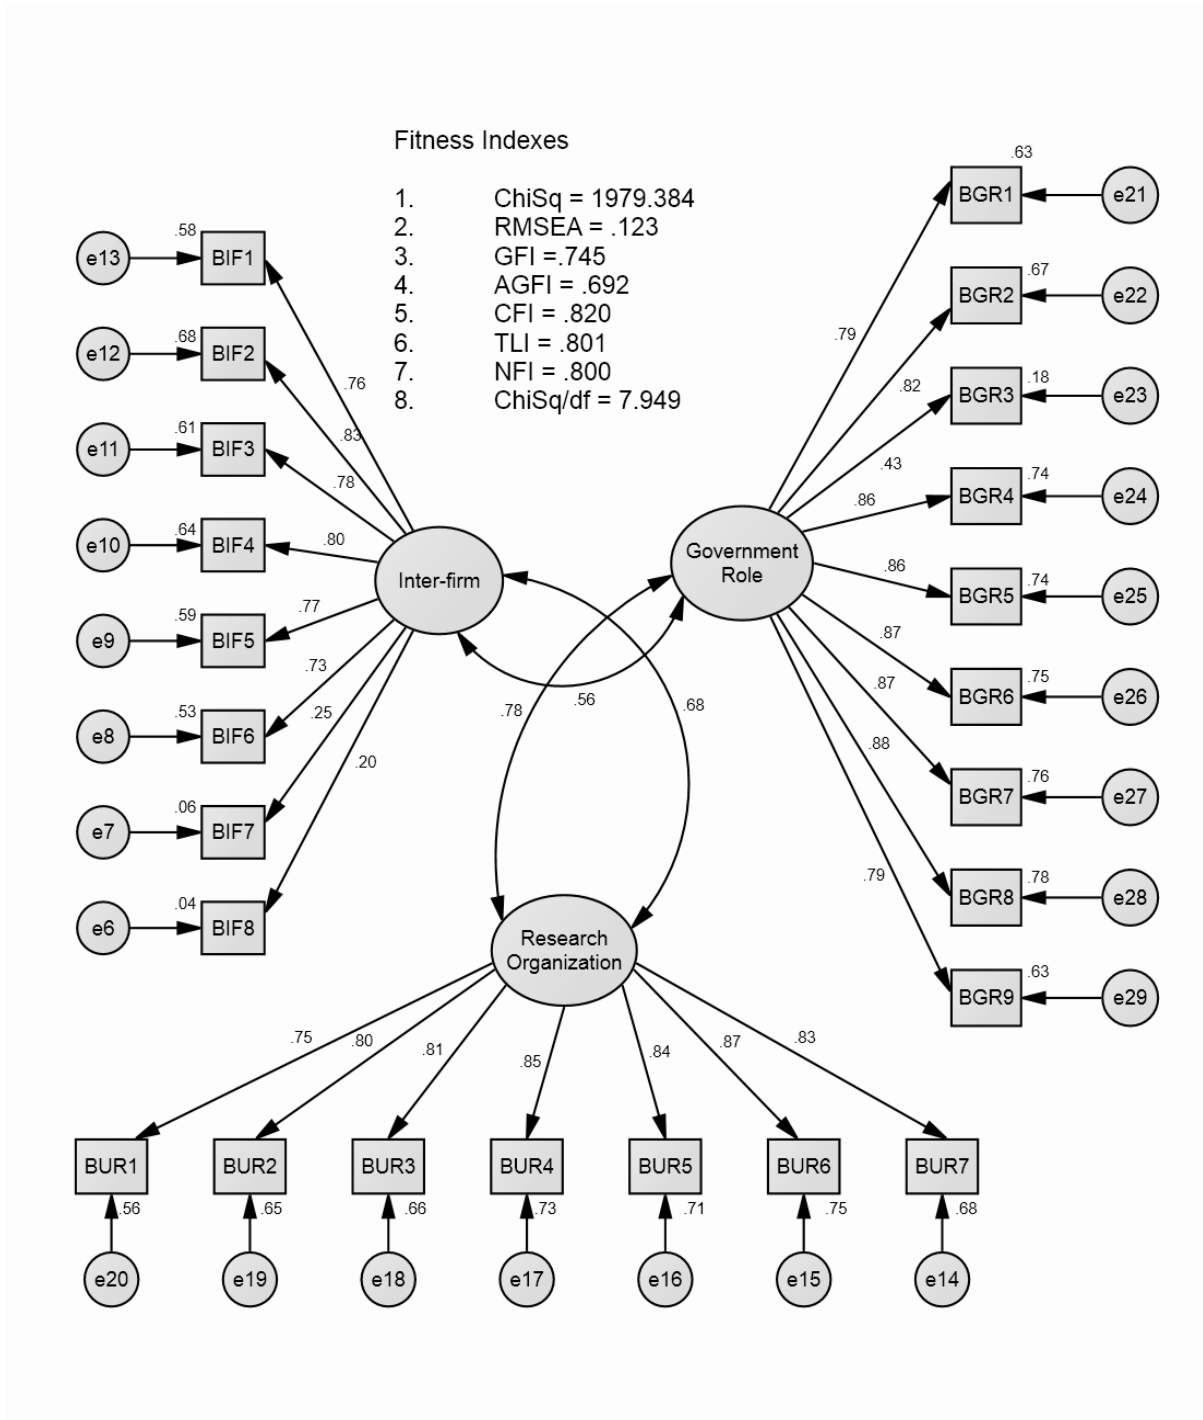 Fitness Indexes
1. ChiSq = 1979.384
2. RMSEA = .123
3. GFI =.745
4. AGFI = .692
5. CFI = .820
6. TLI = .801
7. NFI = .800
8. ChiSq/df = 7.949
e13 .58 BIF1
e12 .68 BIF2
e11 .61 BIF3
e10 .64 BIF4
e9 .59 BIF5
e8 .53 BIF6
e7 .06 BIF7
e6 .04 BIF8
.76
.83
.78
.80
.77
.73
.25
.20
Inter-firm
Government
Role
.78
.56
.68
.79
.82
.43
.86
.86
.87
.87
.88
.79
BGR1 .63 e21
BGR2 .67 e22
BGR3 .18 e23
BGR4 .74 e24
BGR5 .74 e25
BGR6 .75 e26
BGR7 .76 e27
BGR8 .78 e28
BGR9 .63 e29
Research
Organization
.75 .80 .81 .85 .84 .87 .83
BUR1 BUR2 BUR3 BUR4 BUR5 BUR6 BUR7
.56 .65 .66 .73 .71 .75 .68
e20 e19 e18 e17 e16 e15 e14